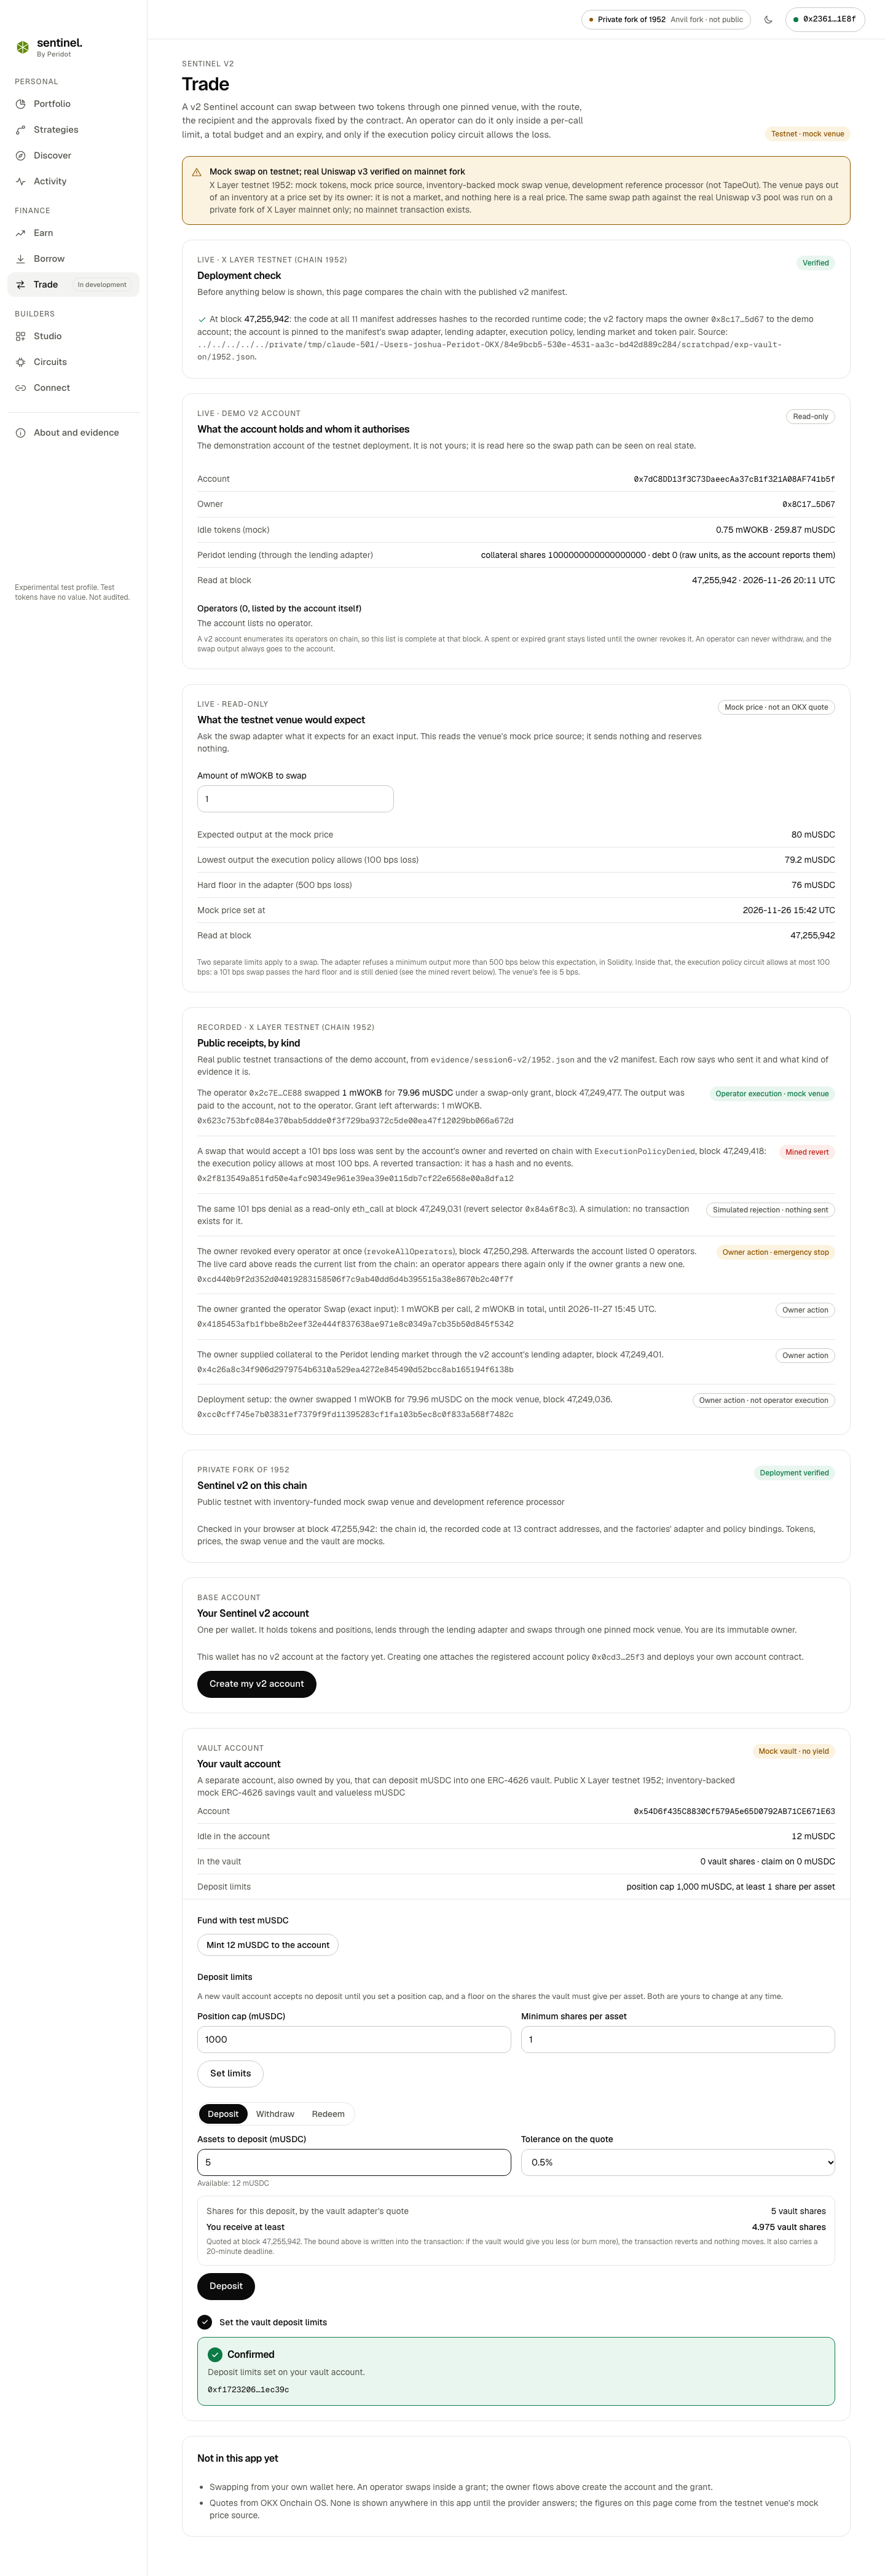 sentinel.
By Peridot
PERSONAL
Portfolio
Strategies
Discover
Activity
FINANCE
Earn
Borrow
Trade
In development
BUILDERS
Studio
Circuits
Connect
About and evidence
Experimental test profile. Test
tokens have no value. Not audited.
Private fork of 1952 Anvil fork · not public
0x2361…1E8f
SENTINEL V2
Trade
A v2 Sentinel account can swap between two tokens through one pinned venue, with the route,
the recipient and the approvals fixed by the contract. An operator can do it only inside a per-call
limit, a total budget and an expiry, and only if the execution policy circuit allows the loss.
Testnet · mock venue
Mock swap on testnet; real Uniswap v3 verified on mainnet fork
X Layer testnet 1952: mock tokens, mock price source, inventory-backed mock swap venue, development reference processor (not TapeOut). The venue pays out
of an inventory at a price set by its owner: it is not a market, and nothing here is a real price. The same swap path against the real Uniswap v3 pool was run on a
private fork of X Layer mainnet only; no mainnet transaction exists.
LIVE · X LAYER TESTNET (CHAIN 1952)
Verified
Deployment check
Before anything below is shown, this page compares the chain with the published v2 manifest.
At block 47,255,942: the code at all 11 manifest addresses hashes to the recorded runtime code; the v2 factory maps the owner 0x8c17…5d67 to the demo
account; the account is pinned to the manifest's swap adapter, lending adapter, execution policy, lending market and token pair. Source:
../../../../../private/tmp/claude-501/-Users-joshua-Peridot-OKX/84e9bcb5-530e-4531-aa3c-bd42d889c284/scratchpad/exp-vault-
on/1952.json.
LIVE · DEMO V2 ACCOUNT
Read-only
What the account holds and whom it authorises
The demonstration account of the testnet deployment. It is not yours; it is read here so the swap path can be seen on real state.
Account
0x7dC8DD13f3C73DaeecAa37cB1f321A08AF741b5f
Owner
0x8C17…5D67
Idle tokens (mock)
0.75 mWOKB · 259.87 mUSDC
Peridot lending (through the lending adapter)
collateral shares 1000000000000000000 · debt 0 (raw units, as the account reports them)
Read at block
47,255,942 · 2026-11-26 20:11 UTC
Operators (0, listed by the account itself)
The account lists no operator.
A v2 account enumerates its operators on chain, so this list is complete at that block. A spent or expired grant stays listed until the owner revokes it. An operator can never withdraw, and the
swap output always goes to the account.
LIVE · READ-ONLY
Mock price · not an OKX quote
What the testnet venue would expect
Ask the swap adapter what it expects for an exact input. This reads the venue's mock price source; it sends nothing and reserves
nothing.
Amount of mWOKB to swap
1
Expected output at the mock price
80 mUSDC
Lowest output the execution policy allows (100 bps loss)
79.2 mUSDC
Hard floor in the adapter (500 bps loss)
76 mUSDC
Mock price set at
2026-11-26 15:42 UTC
Read at block
47,255,942
Two separate limits apply to a swap. The adapter refuses a minimum output more than 500 bps below this expectation, in Solidity. Inside that, the execution policy circuit allows at most 100
bps: a 101 bps swap passes the hard floor and is still denied (see the mined revert below). The venue's fee is 5 bps.
RECORDED · X LAYER TESTNET (CHAIN 1952)
Public receipts, by kind
Real public testnet transactions of the demo account, from evidence/session6-v2/1952.json and the v2 manifest. Each row says who sent it and what kind of
evidence it is.
The operator 0x2c7E…CE88 swapped 1 mWOKB for 79.96 mUSDC under a swap-only grant, block 47,249,477. The output was
paid to the account, not to the operator. Grant left afterwards: 1 mWOKB.
Operator execution · mock venue
0x623c753bfc084e370bab5ddde0f3f729ba9372c5de00ea47f12029bb066a672d
A swap that would accept a 101 bps loss was sent by the account's owner and reverted on chain with ExecutionPolicyDenied, block 47,249,418:
the execution policy allows at most 100 bps. A reverted transaction: it has a hash and no events.
Mined revert
0x2f813549a851fd50e4afc90349e961e39ea39e0115db7cf22e6568e00a8dfa12
The same 101 bps denial as a read-only eth_call at block 47,249,031 (revert selector 0x84a6f8c3). A simulation: no transaction
exists for it.
Simulated rejection · nothing sent
The owner revoked every operator at once (revokeAllOperators), block 47,250,298. Afterwards the account listed 0 operators.
The live card above reads the current list from the chain: an operator appears there again only if the owner grants a new one.
Owner action · emergency stop
0xcd440b9f2d352d0401928315850​6f7c9ab40dd6d4b395515a38e8670b2c40f7f
The owner granted the operator Swap (exact input): 1 mWOKB per call, 2 mWOKB in total, until 2026-11-27 15:45 UTC.
Owner action
0x4185453afb1fbbe8b2eef32e444f837638ae971e8c0349a7cb35b50d845f5342
The owner supplied collateral to the Peridot lending market through the v2 account's lending adapter, block 47,249,401.
Owner action
0x4c26a8c34f906d2979754b6310a529ea4272e845490d52bcc8ab165194f6138b
Deployment setup: the owner swapped 1 mWOKB for 79.96 mUSDC on the mock venue, block 47,249,036.
Owner action · not operator execution
0xcc0cff745e7b03831ef7379f9fd11395283cf1fa103b5ec8c0f833a568f7482c
PRIVATE FORK OF 1952
Deployment verified
Sentinel v2 on this chain
Public testnet with inventory-funded mock swap venue and development reference processor
Checked in your browser at block 47,255,942: the chain id, the recorded code at 13 contract addresses, and the factories' adapter and policy bindings. Tokens,
prices, the swap venue and the vault are mocks.
BASE ACCOUNT
Your Sentinel v2 account
One per wallet. It holds tokens and positions, lends through the lending adapter and swaps through one pinned mock venue. You are its immutable owner.
This wallet has no v2 account at the factory yet. Creating one attaches the registered account policy 0x0cd3…25f3 and deploys your own account contract.
Create my v2 account
VAULT ACCOUNT
Mock vault · no yield
Your vault account
A separate account, also owned by you, that can deposit mUSDC into one ERC-4626 vault. Public X Layer testnet 1952; inventory-backed
mock ERC-4626 savings vault and valueless mUSDC
Account
0x54D6f435C8830Cf579A5e65D0792AB71CE671E63
Idle in the account
12 mUSDC
In the vault
0 vault shares · claim on 0 mUSDC
Deposit limits
position cap 1,000 mUSDC, at least 1 share per asset
Fund with test mUSDC
Mint 12 mUSDC to the account
Deposit limits
A new vault account accepts no deposit until you set a position cap, and a floor on the shares the vault must give per asset. Both are yours to change at any time.
Position cap (mUSDC)
Minimum shares per asset
1000
1
Set limits
Deposit
Withdraw
Redeem
Assets to deposit (mUSDC)
Tolerance on the quote
5
0.5%
Available: 12 mUSDC
Shares for this deposit, by the vault adapter's quote
5 vault shares
You receive at least
4.975 vault shares
Quoted at block 47,255,942. The bound above is written into the transaction: if the vault would give you less (or burn more), the transaction reverts and nothing moves. It also carries a
20-minute deadline.
Deposit
Set the vault deposit limits
Confirmed
Deposit limits set on your vault account.
0xf1723206…1ec39c
Not in this app yet
• Swapping from your own wallet here. An operator swaps inside a grant; the owner flows above create the account and the grant.
• Quotes from OKX Onchain OS. None is shown anywhere in this app until the provider answers; the figures on this page come from the testnet venue's mock
price source.